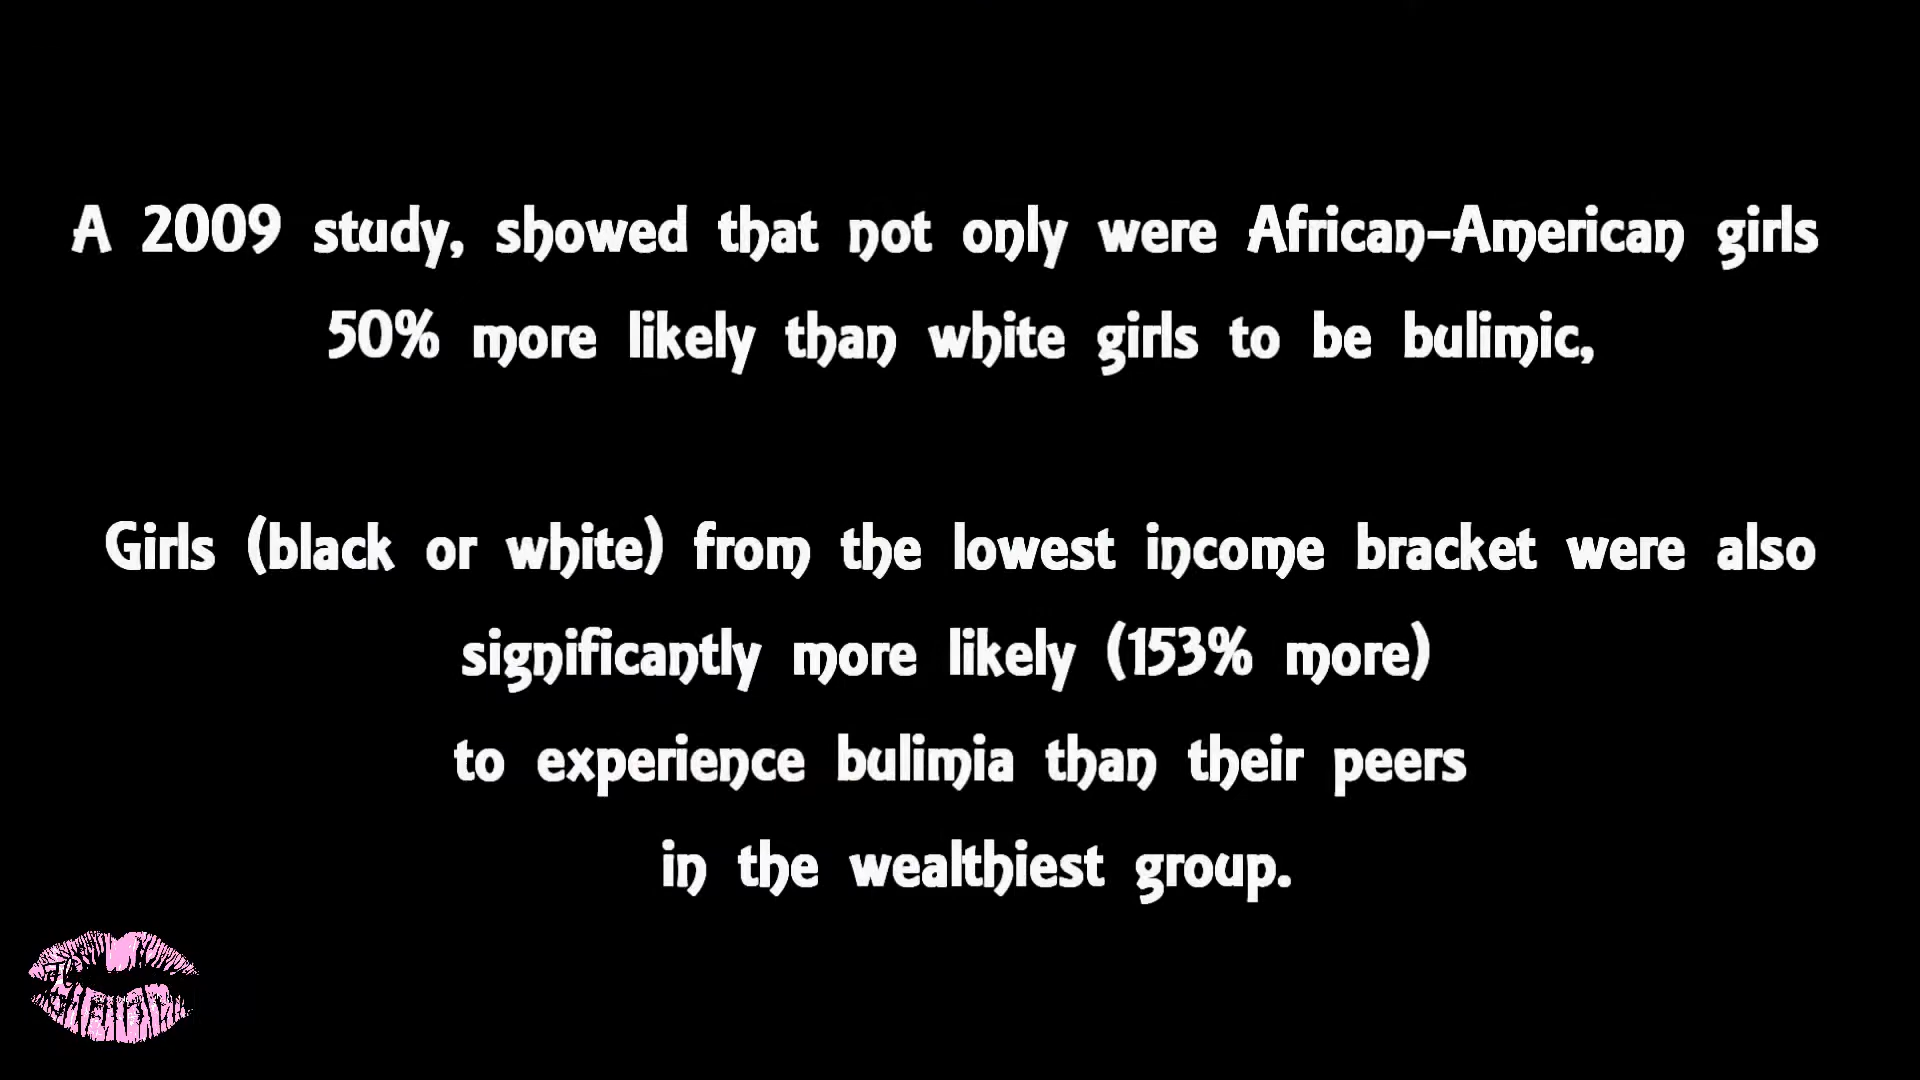 A 2009 study, showed that not only were African-American girls
50% more likely than white girls to be bulimic,
Girls (black or white) from the lowest income bracket were also
significantly more likely (153% more)
to experience bulimia than their peers
in the wealthiest group.